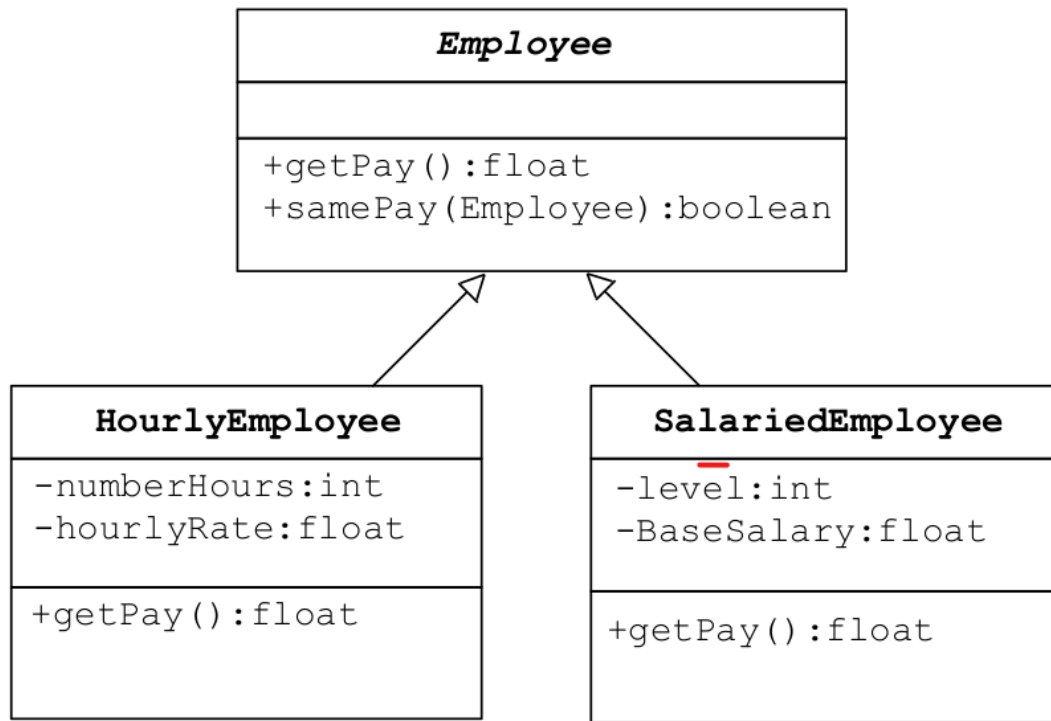 Employee
+getPay():float
+samePay(Employee):boolean
HourlyEmployee
-numberHours:int
-hourlyRate:float
+getPay():float
SalariedEmployee
-level:int
-BaseSalary:float
+getPay():float